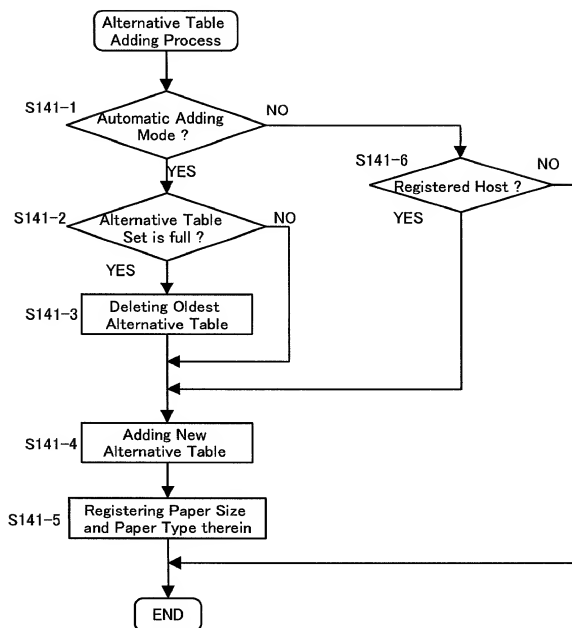 Alternative Table
Adding Process
S141-1
Automatic Adding
Mode ?
NO
YES
S141-6
Registered Host ?
NO
YES
S141-2
Alternative Table
Set is full ?
NO
YES
S141-3
Deleting Oldest
Alternative Table
S141-4
Adding New
Alternative Table
S141-5
Registering Paper Size
and Paper Type therein
END